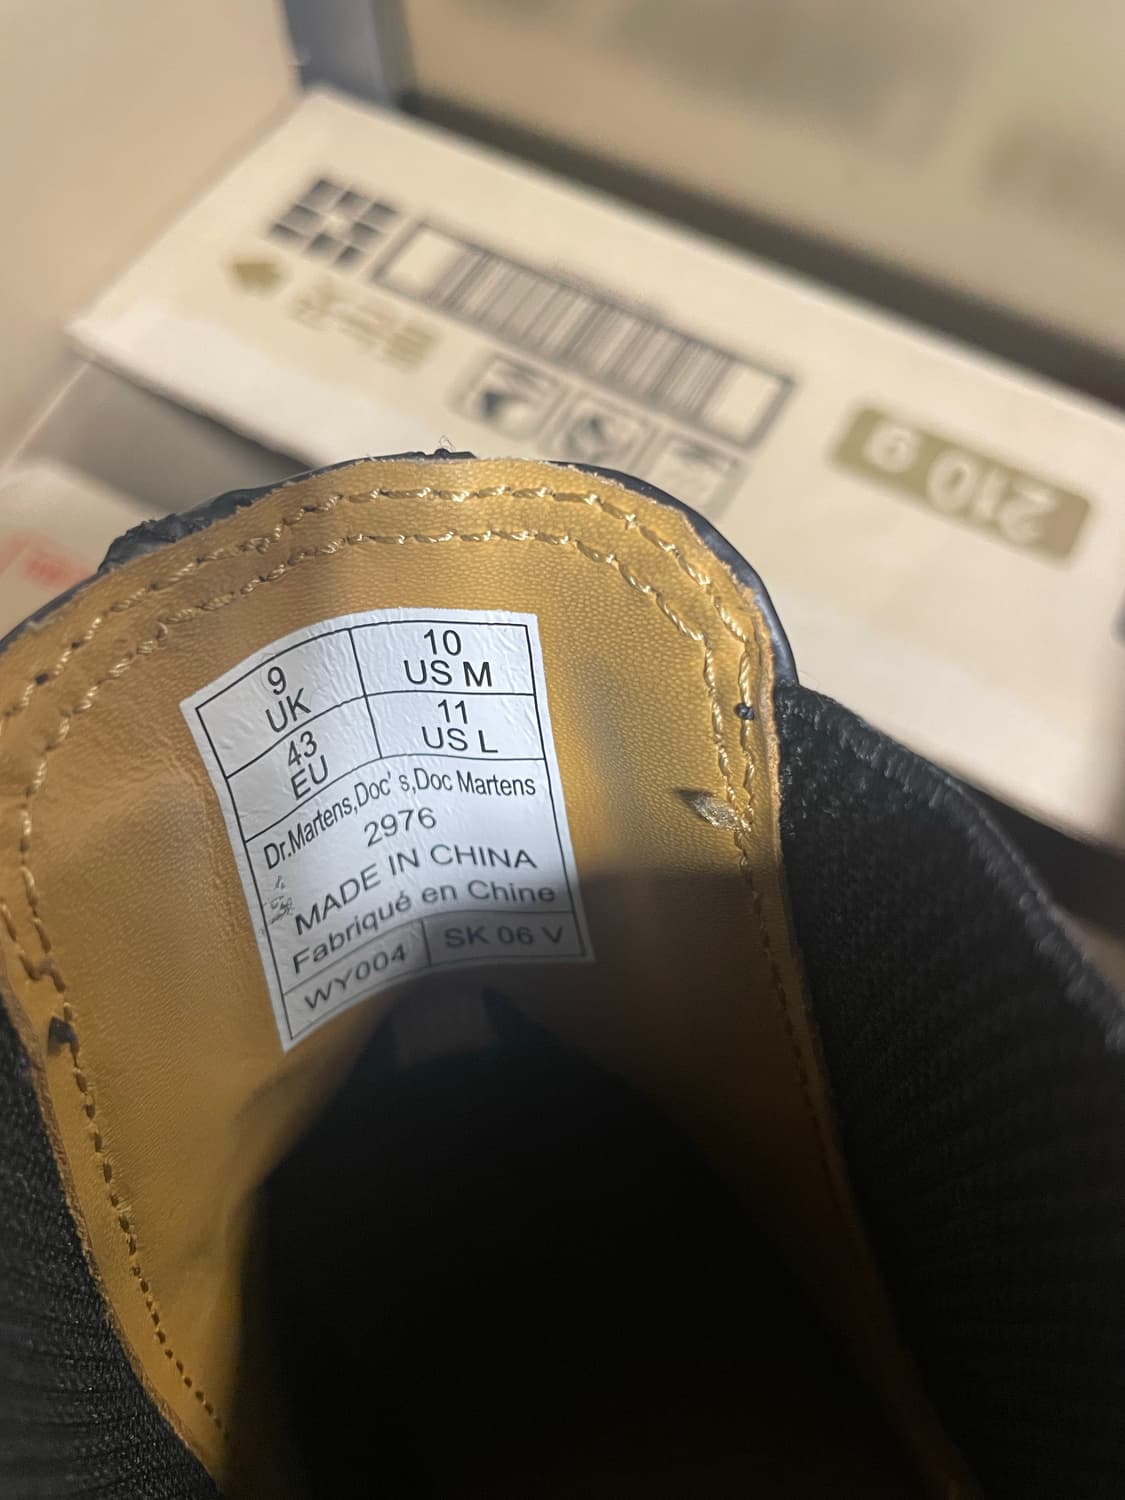 9
UK
10
US M
43
EU
11
US L
Dr.Martens,Doc's,Doc Martens
2976
MADE IN CHINA
Fabriqué en Chine
WY004
SK 06 V
210 g